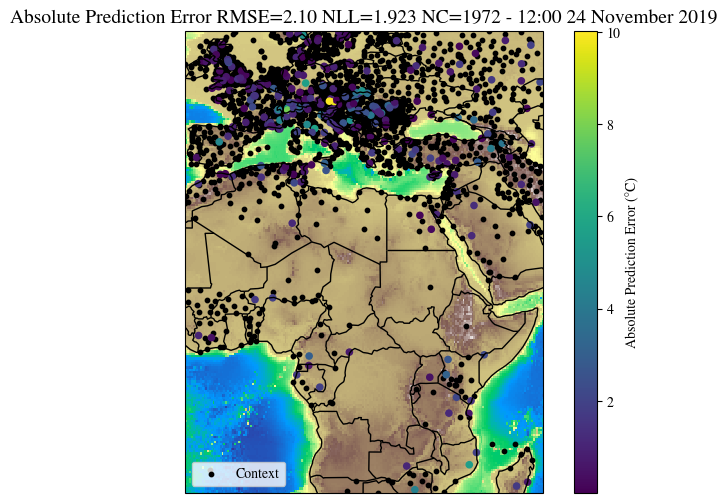 Absolute Prediction Error RMSE=2.10 NLL=1.923 NC=1972 - 12:00 24 November 2019
10
8
6
4
2
Absolute Prediction Error (°C)
Context